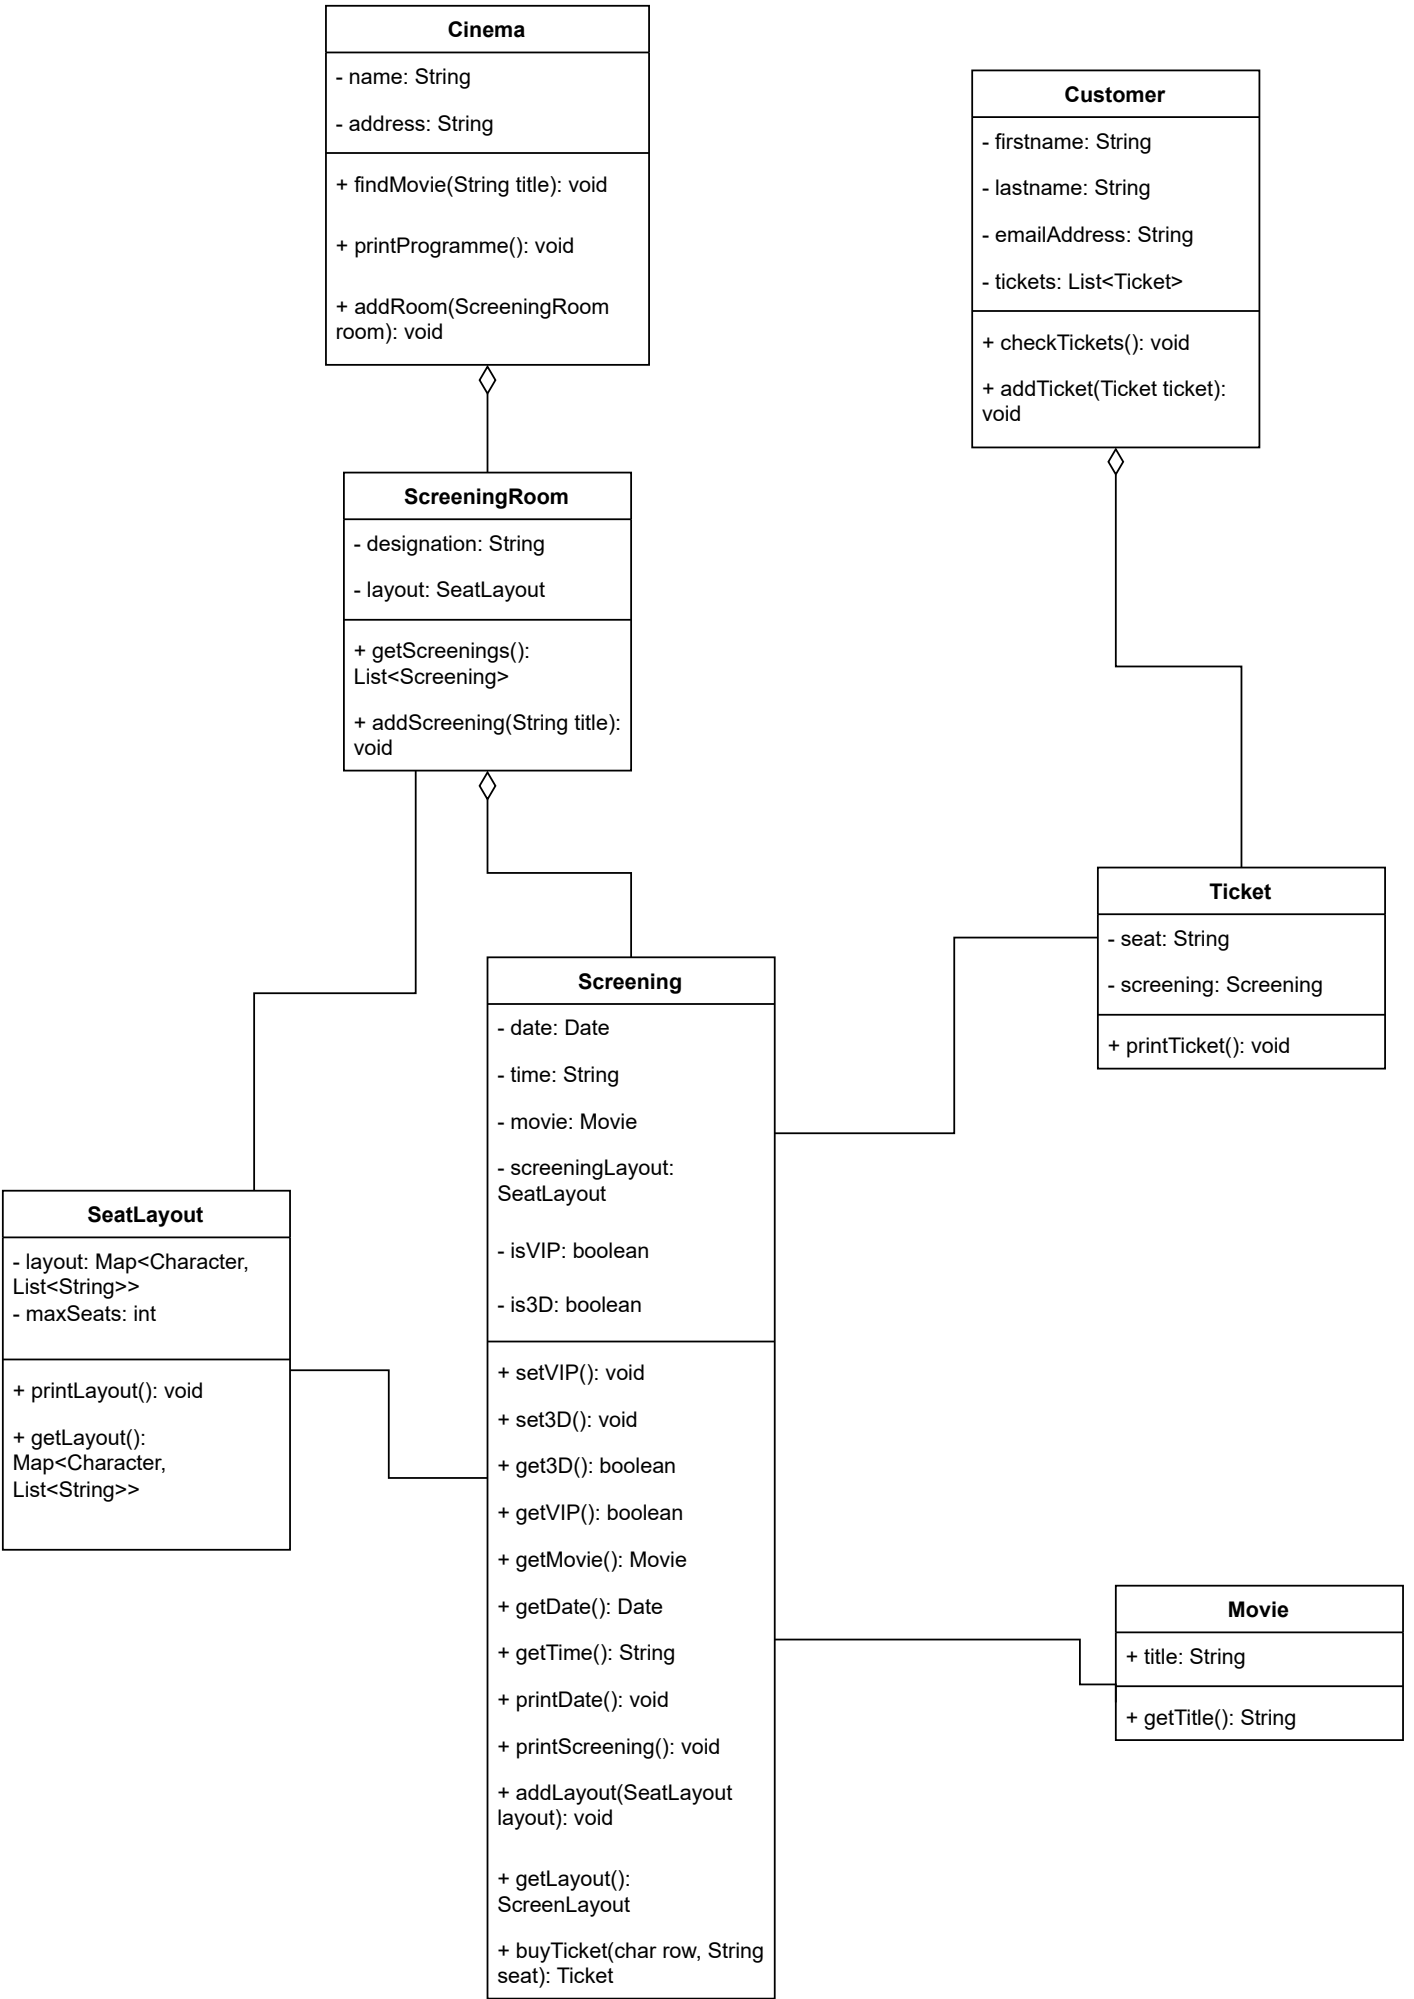 Cinema
- name: String
- address: String
+ findMovie(String title): void
+ printProgramme(): void
+ addRoom(ScreeningRoom
room): void
Customer
- firstname: String
- lastname: String
- emailAddress: String
- tickets: List<Ticket>
+ checkTickets(): void
+ addTicket(Ticket ticket):
void
ScreeningRoom
- designation: String
- layout: SeatLayout
+ getScreenings():
List<Screening>
+ addScreening(String title):
void
Ticket
- seat: String
- screening: Screening
+ printTicket(): void
Screening
- date: Date
- time: String
- movie: Movie
- screeningLayout:
SeatLayout
- isVIP: boolean
- is3D: boolean
+ setVIP(): void
+ set3D(): void
+ get3D(): boolean
+ getVIP(): boolean
+ getMovie(): Movie
+ getDate(): Date
+ getTime(): String
+ printDate(): void
+ printScreening(): void
+ addLayout(SeatLayout
layout): void
+ getLayout():
ScreenLayout
+ buyTicket(char row, String
seat): Ticket
SeatLayout
- layout: Map<Character,
List<String>>
- maxSeats: int
+ printLayout(): void
+ getLayout():
Map<Character,
List<String>>
Movie
+ title: String
+ getTitle(): String